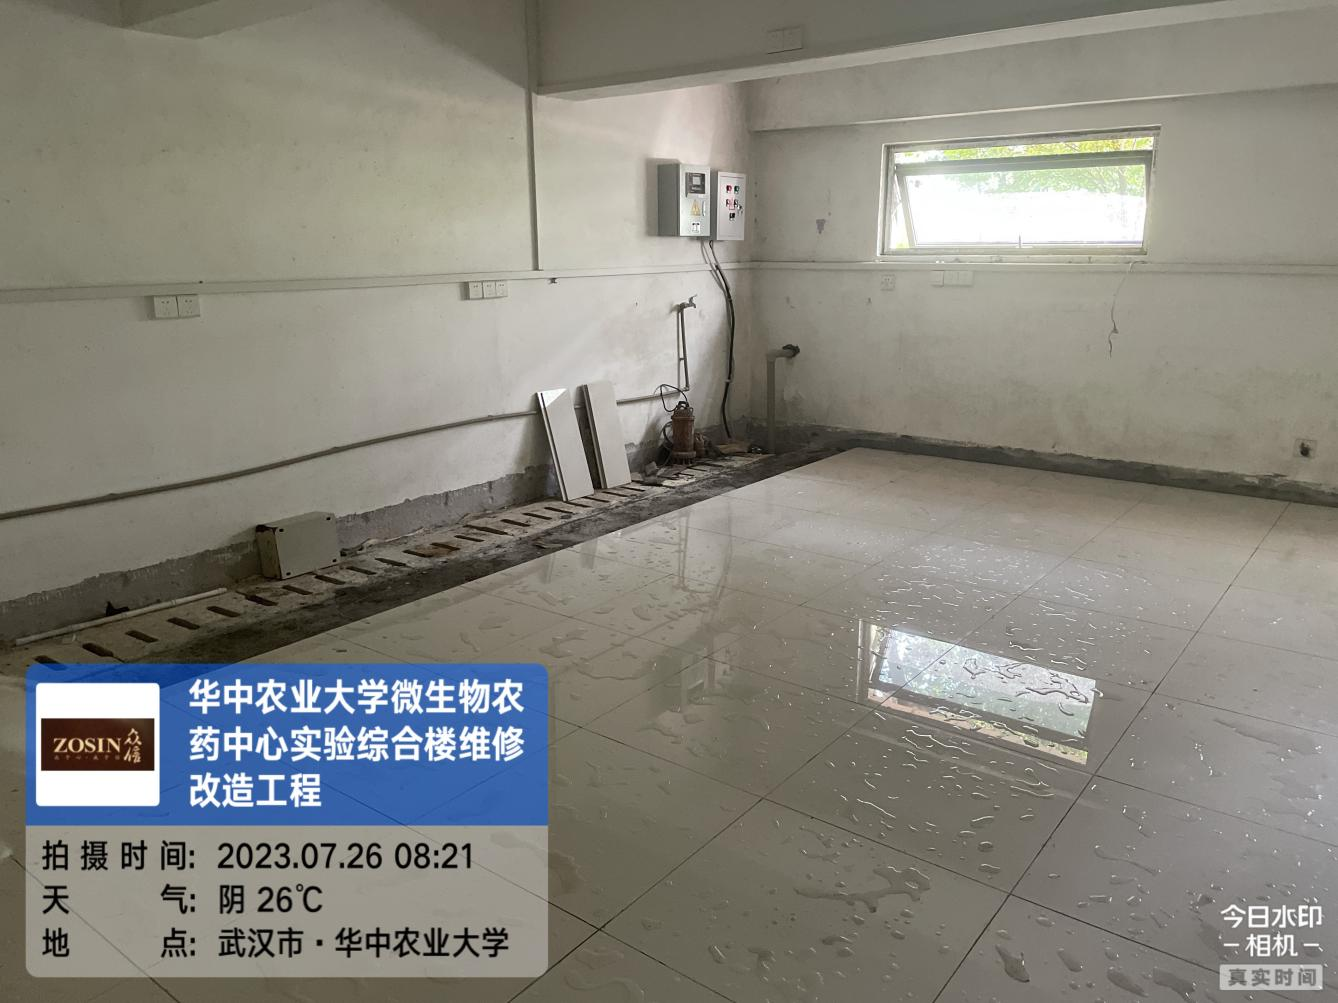 华中农业大学微生物农
药中心实验综合楼维修
改造工程
ZOSIN众信
拍摄时间: 2023.07.26 08:21
天气: 阴 26℃
地点: 武汉市·华中农业大学
今日水印
-相机-
真实时间